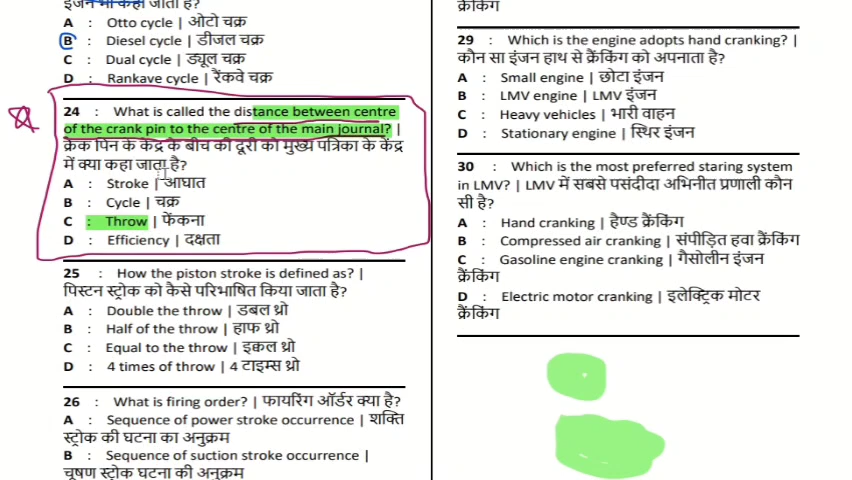 इंजन भी कहा जाता है?
A : Otto cycle | ओटो चक्र
B : Diesel cycle | डीजल चक्र
C : Dual cycle | ड्यूल चक्र
D : Rankave cycle | रैंकवे चक्र
24 : What is called the distance between centre
of the crank pin to the centre of the main journal? |
क्रैंक पिन के केंद्र के बीच की दूरी को मुख्य पत्रिका के केंद्र
में क्या कहा जाता है?
A : Stroke | आघात
B : Cycle | चक्र
C : Throw | फेंकना
D : Efficiency | दक्षता
25 : How the piston stroke is defined as? |
पिस्टन स्ट्रोक को कैसे परिभाषित किया जाता है?
A : Double the throw | डबल थ्रो
B : Half of the throw | हाफ थ्रो
C : Equal to the throw | इक्वल थ्रो
D : 4 times of throw | 4 टाइम्स थ्रो
26 : What is firing order? | फायरिंग ऑर्डर क्या है?
A : Sequence of power stroke occurrence | शक्ति
स्ट्रोक की घटना का अनुक्रम
B : Sequence of suction stroke occurrence |
चूषण स्ट्रोक घटना की अनुक्रम
क्रैंकिंग
29 : Which is the engine adopts hand cranking? |
कौन सा इंजन हाथ से क्रैंकिंग को अपनाता है?
A : Small engine | छोटा इंजन
B : LMV engine | LMV इंजन
C : Heavy vehicles | भारी वाहन
D : Stationary engine | स्थिर इंजन
30 : Which is the most preferred staring system
in LMV? | LMV में सबसे पसंदीदा अभिनीत प्रणाली कौन
सी है?
A : Hand cranking | हैण्ड क्रैंकिंग
B : Compressed air cranking | संपीड़ित हवा क्रैंकिंग
C : Gasoline engine cranking | गैसोलीन इंजन
क्रैंकिंग
D : Electric motor cranking | इलेक्ट्रिक मोटर
क्रैंकिंग